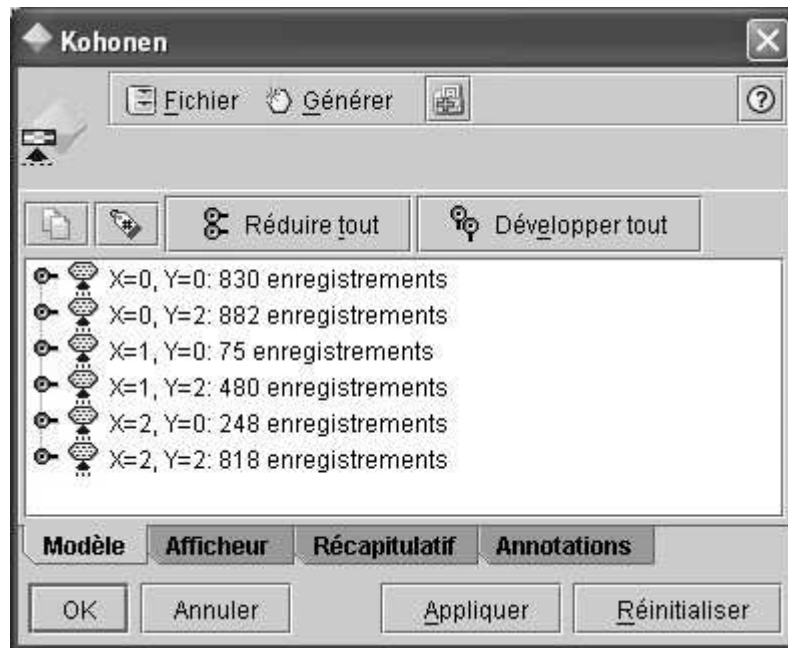 Kohonen
Fichier Générer
Réduire tout Développer tout
X=0, Y=0: 830 enregistrements
X=0, Y=2: 882 enregistrements
X=1, Y=0: 75 enregistrements
X=1, Y=2: 480 enregistrements
X=2, Y=0: 248 enregistrements
X=2, Y=2: 818 enregistrements
Modèle Afficheur Récapitulatif Annotations
OK Annuler Appliquer Réinitialiser